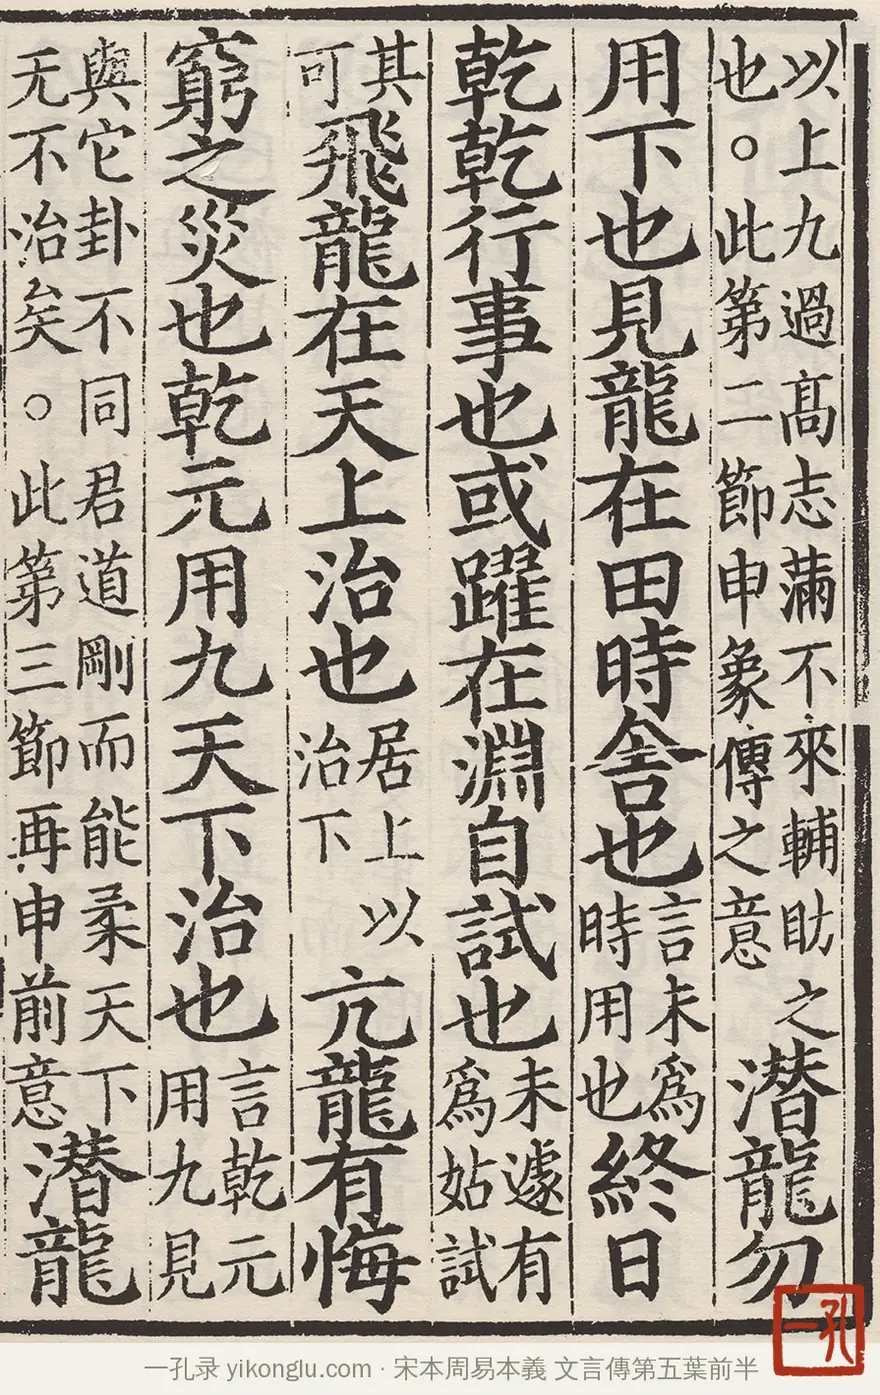 以上九過高志滿不來輔助之
也。此第二節申象傳之意
潛龍勿
用下也見龍在田時舍也
言未爲
時用也
終日
乾乾行事也或躍在淵自試也
未遽有
爲姑試
其
可
飛龍在天上治也
居上以
治下
亢龍有悔
窮之災也乾元用九天下治也
言乾元
用九見
與它卦不同君道剛而能柔天下
无不治矣。此第三節再申前意
潛龍
一孔
一孔录 yikonglu.com · 宋本周易本義 文言傳第五葉前半